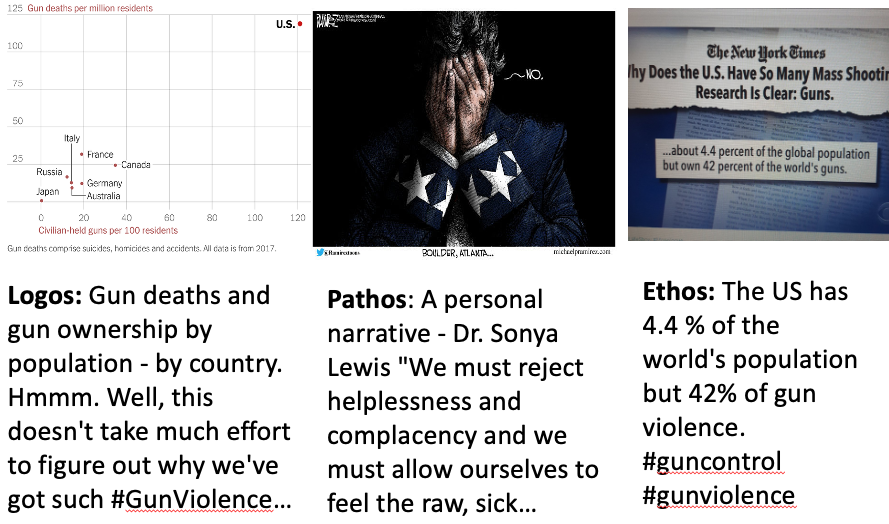 125 Gun deaths per million residents
U.S.
100
75
50
Italy
France
25
Canada
Russia
Germany
Japan
Australia
0 20 40 60 80 100 120
Civilian-held guns per 100 residents
Gun deaths comprise suicides, homicides and accidents. All data is from 2017.
NO.
@Ramireztoons
BOULDER, ATLANTA...
michaelpramirez.com
The New York Times
hy Does the U.S. Have So Many Mass Shootin
Research Is Clear: Guns.
...about 4.4 percent of the global population
but own 42 percent of the world's guns.
Logos: Gun deaths and
gun ownership by
population - by country.
Hmmm. Well, this
doesn't take much effort
to figure out why we've
got such #GunViolence...
Pathos: A personal
narrative - Dr. Sonya
Lewis "We must reject
helplessness and
complacency and we
must allow ourselves to
feel the raw, sick...
Ethos: The US has
4.4 % of the
world's population
but 42% of gun
violence.
#guncontrol
#gunviolence